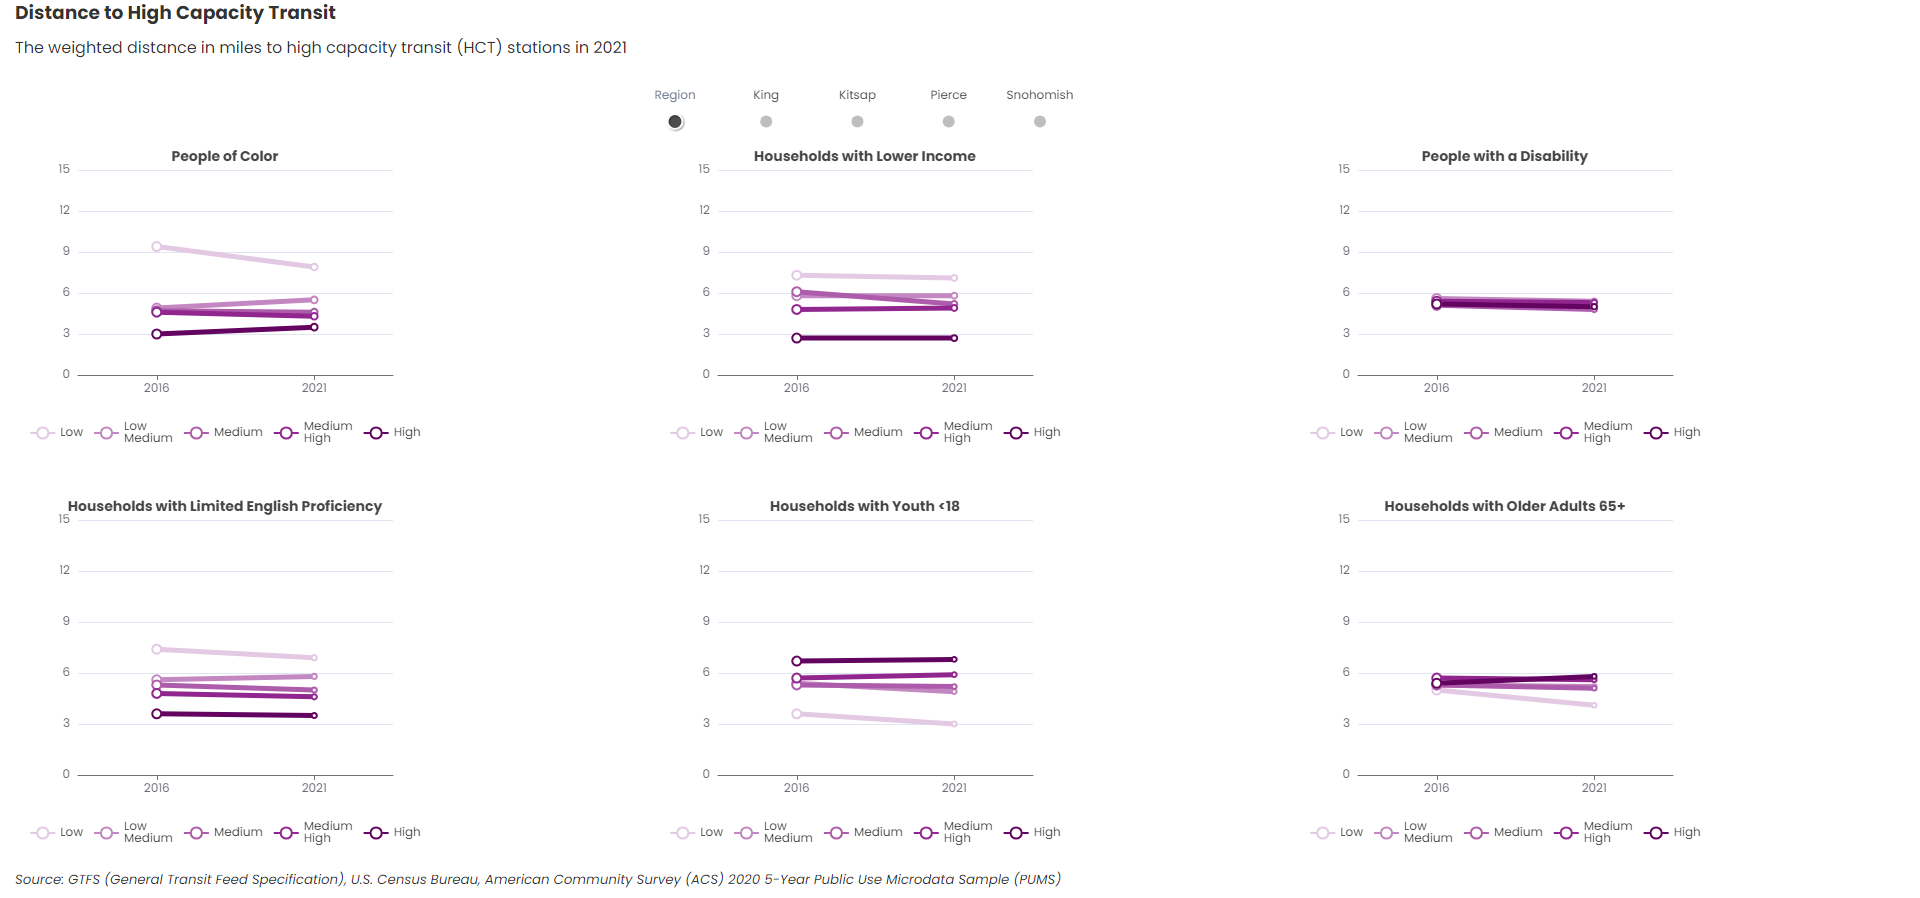 Distance to High Capacity Transit
The weighted distance in miles to high capacity transit (HCT) stations in 2021
Region King Kitsap Pierce Snohomish
People of Color
15
12
9
6
3
0
2016 2021
Low Low Medium Medium Medium High High
Households with Lower Income
15
12
9
6
3
0
2016 2021
Low Low Medium Medium Medium High High
People with a Disability
15
12
9
6
3
0
2016 2021
Low Low Medium Medium Medium High High
Households with Limited English Proficiency
15
12
9
6
3
0
2016 2021
Low Low Medium Medium Medium High High
Households with Youth <18
15
12
9
6
3
0
2016 2021
Low Low Medium Medium Medium High High
Households with Older Adults 65+
15
12
9
6
3
0
2016 2021
Low Low Medium Medium Medium High High
Source: GTFS (General Transit Feed Specification), U.S. Census Bureau, American Community Survey (ACS) 2020 5-Year Public Use Microdata Sample (PUMS)